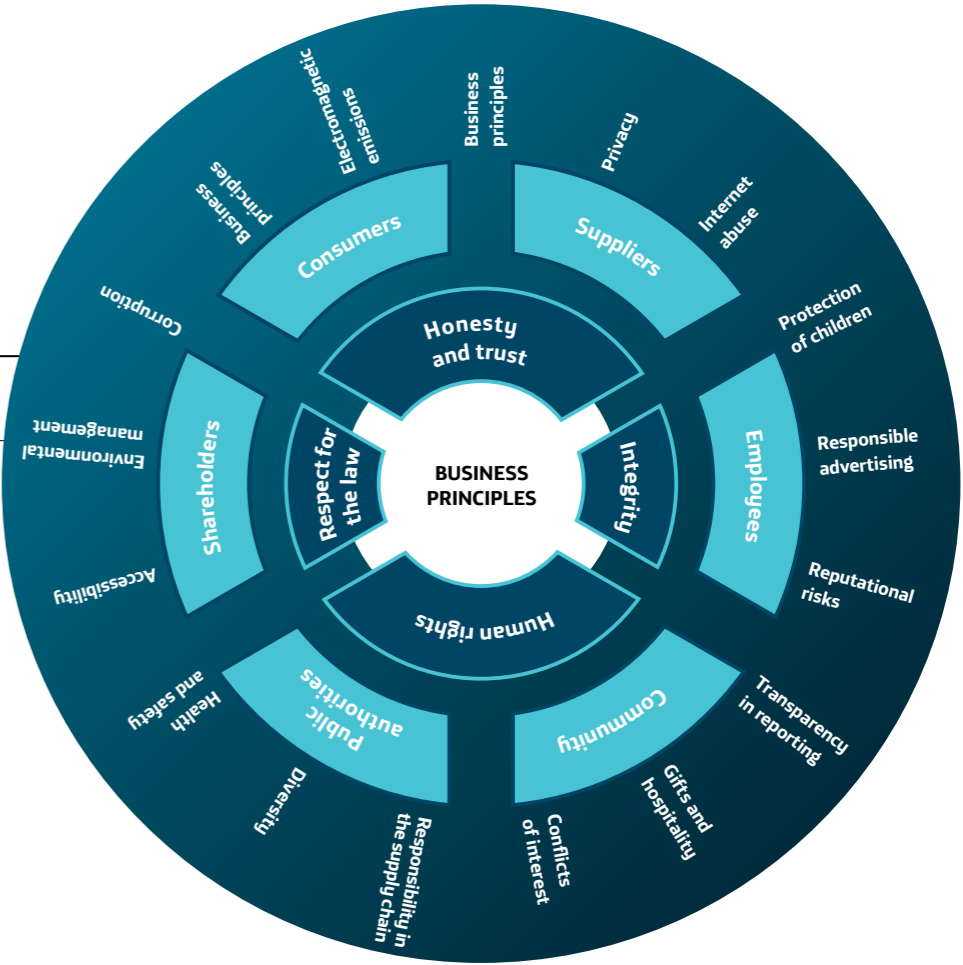 BUSINESS
PRINCIPLES
Honesty
and trust
Integrity
Human rights
Respect for
the law
Consumers
Suppliers
Employees
Community
Public
authorities
Shareholders
Business
principles
Privacy
Internet
abuse
Protection
of children
Responsible
advertising
Reputational
risks
Transparency
in reporting
Gifts and
hospitality
Conflicts
of interest
Responsibility in
the supply chain
Diversity
Health
and safety
Accessibility
Environmental
management
Corruption
Business
principles
Electromagnetic
emissions